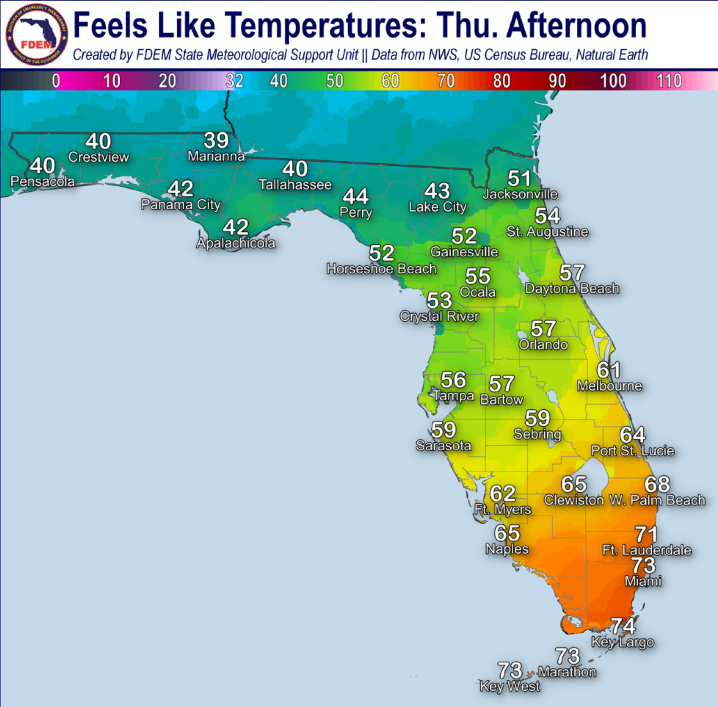 Feels Like Temperatures: Thu. Afternoon
FDEM
Created by FDEM State Meteorological Support Unit || Data from NWS, US Census Bureau, Natural Earth
0 10 20 32 40 50 60 70 80 90 100 110
40
Crestview
39
Marianna
40
Pensacola
40
Tallahassee
42
Panama City
44
Perry
43
Lake City
51
Jacksonville
42
Apalachicola
54
St. Augustine
52
Gainesville
52
Horseshoe Beach
55
Ocala
57
Daytona Beach
53
Crystal River
57
Orlando
61
Melbourne
56
Tampa
57
Bartow
59
Sebring
59
Sarasota
64
Port St. Lucie
62
Ft. Myers
65
Clewiston
68
W. Palm Beach
65
Naples
71
Ft. Lauderdale
73
Miami
74
Key Largo
73
Marathon
73
Key West